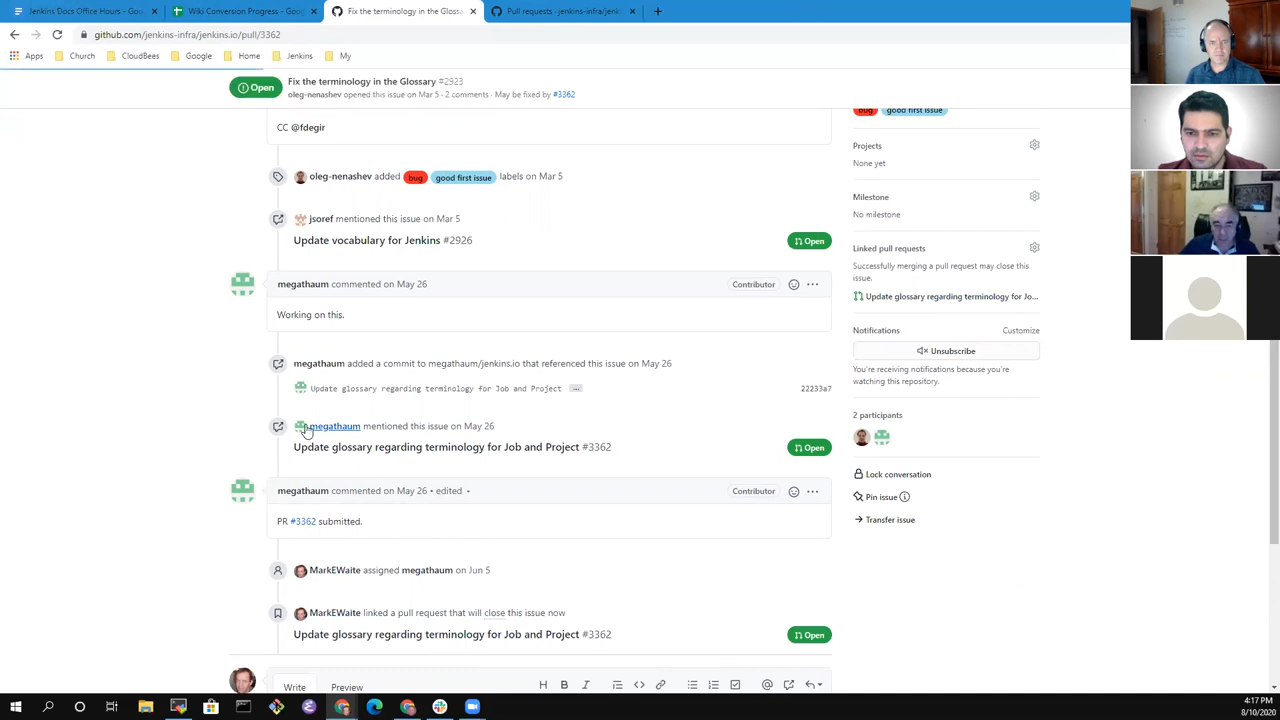 Jenkins Docs Office Hours - Goog
Wiki Conversion Progress - Goog
Fix the terminology in the Glossa
Pull requests · jenkins-infra/jenki
github.com/jenkins-infra/jenkins.io/pull/3362
Apps
Church
CloudBees
Google
Home
Jenkins
My
Open
Fix the terminology in the Glossary #2923
oleg-nenashev opened this issue on Mar 5 · 2 comments · May be fixed by #3362
CC @fdegir
oleg-nenashev added bug good first issue labels on Mar 5
jsoref mentioned this issue on Mar 5
Update vocabulary for Jenkins #2926
Open
megathaum commented on May 26
Contributor
Working on this.
megathaum added a commit to megathaum/jenkins.io that referenced this issue on May 26
Update glossary regarding terminology for Job and Project ...
22233a7
megathaum mentioned this issue on May 26
Update glossary regarding terminology for Job and Project #3362
Open
megathaum commented on May 26 • edited
Contributor
PR #3362 submitted.
MarkEWaite assigned megathaum on Jun 5
MarkEWaite linked a pull request that will close this issue now
Update glossary regarding terminology for Job and Project #3362
Open
Write
Preview
bug good first issue
Projects
None yet
Milestone
No milestone
Linked pull requests
Successfully merging a pull request may close this
issue.
Update glossary regarding terminology for Jo...
Notifications
Customize
Unsubscribe
You're receiving notifications because you're
watching this repository.
2 participants
Lock conversation
Pin issue
Transfer issue
4:17 PM
8/10/2020